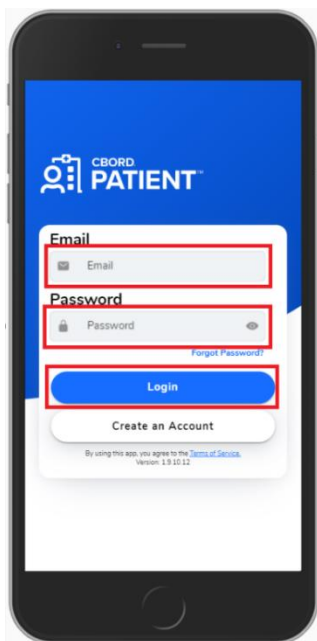 CBORD
PATIENT™
Email
Email
Password
Password
Forgot Password?
Login
Create an Account
By using this app, you agree to the Terms of Service.
Version: 1.9.10.12